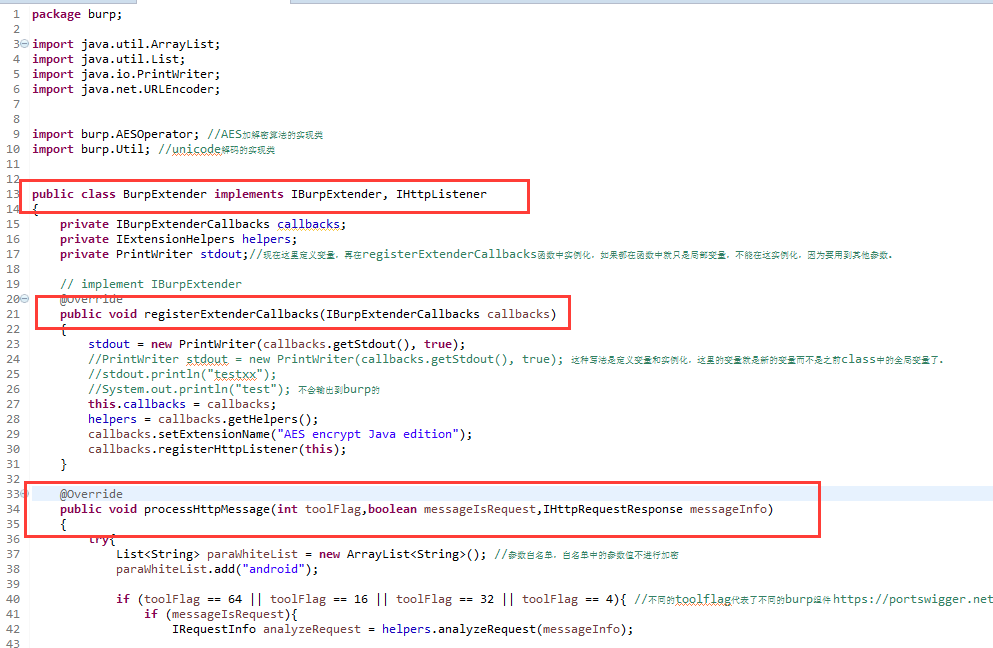 1 package burp;
2
3 import java.util.ArrayList;
4 import java.util.List;
5 import java.io.PrintWriter;
6 import java.net.URLEncoder;
7
8
9 import burp.AESOperator; //AES加解密算法的实现类
10 import burp.Util; //unicode解码的实现类
11
12
13 public class BurpExtender implements IBurpExtender, IHttpListener
14 {
15 private IBurpExtenderCallbacks callbacks;
16 private IExtensionHelpers helpers;
17 private PrintWriter stdout;//现在这里定义变量，再在registerExtenderCallbacks函数中实例化，如果都在函数中就只是局部变量，不能在这实例化，因为要用到其他参数。
18
19 // implement IBurpExtender
20 @Override
21 public void registerExtenderCallbacks(IBurpExtenderCallbacks callbacks)
22 {
23 stdout = new PrintWriter(callbacks.getStdout(), true);
24 //PrintWriter stdout = new PrintWriter(callbacks.getStdout(), true); 这种写法是定义变量和实例化，这里的变量就是新的变量而不是之前class中的全局变量了。
25 //stdout.println("testxx");
26 //System.out.println("test"); 不会输出到burp的
27 this.callbacks = callbacks;
28 helpers = callbacks.getHelpers();
29 callbacks.setExtensionName("AES encrypt Java edition");
30 callbacks.registerHttpListener(this);
31 }
32
33 @Override
34 public void processHttpMessage(int toolFlag,boolean messageIsRequest,IHttpRequestResponse messageInfo)
35 {
36 try{
37 List<String> paraWhiteList = new ArrayList<String>(); //参数白名单，白名单中的参数值不进行加密
38 paraWhiteList.add("android");
39
40 if (toolFlag == 64 || toolFlag == 16 || toolFlag == 32 || toolFlag == 4){ //不同的toolflag代表了不同的burp组件 https://portswigger.net
41 if (messageIsRequest){
42 IRequestInfo analyzeRequest = helpers.analyzeRequest(messageInfo);
43